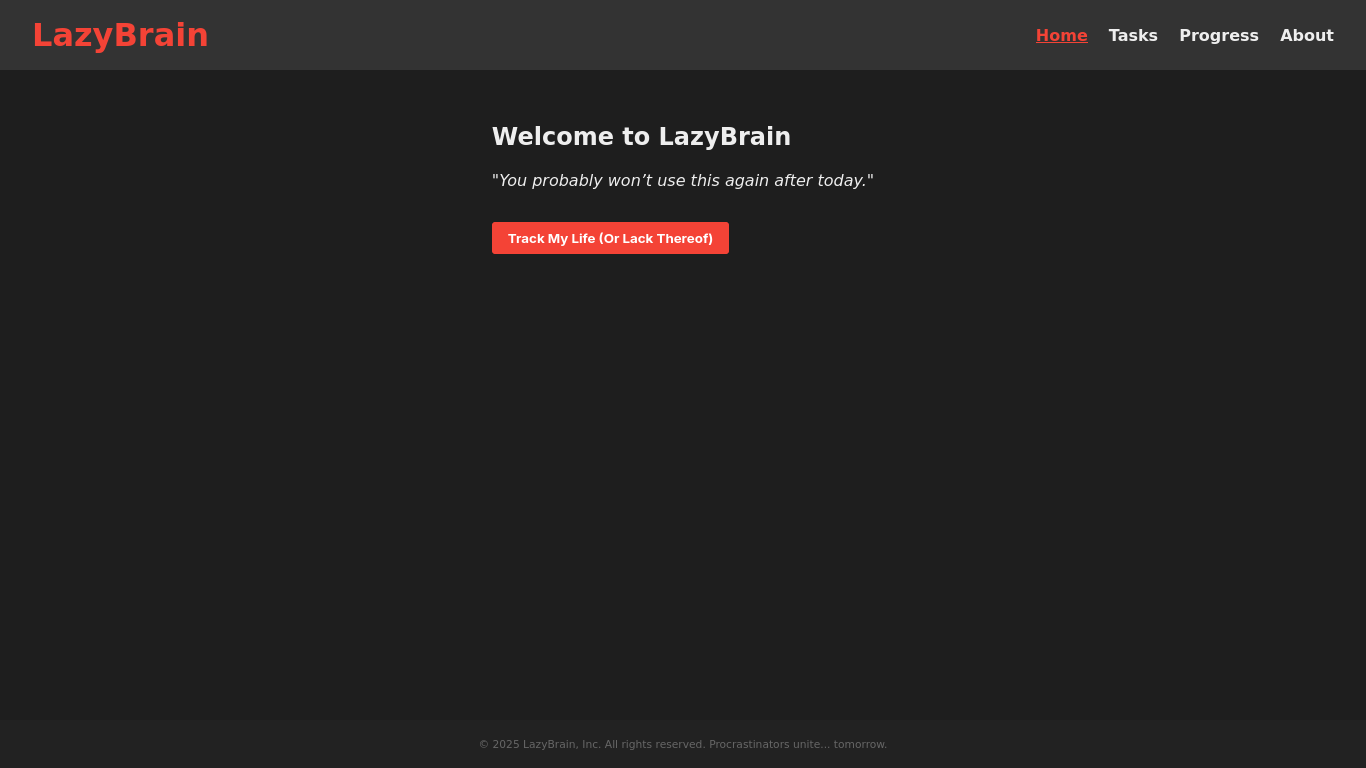 LazyBrain
Home Tasks Progress About
Welcome to LazyBrain
"You probably won’t use this again after today."
Track My Life (Or Lack Thereof)
© 2025 LazyBrain, Inc. All rights reserved. Procrastinators unite... tomorrow.